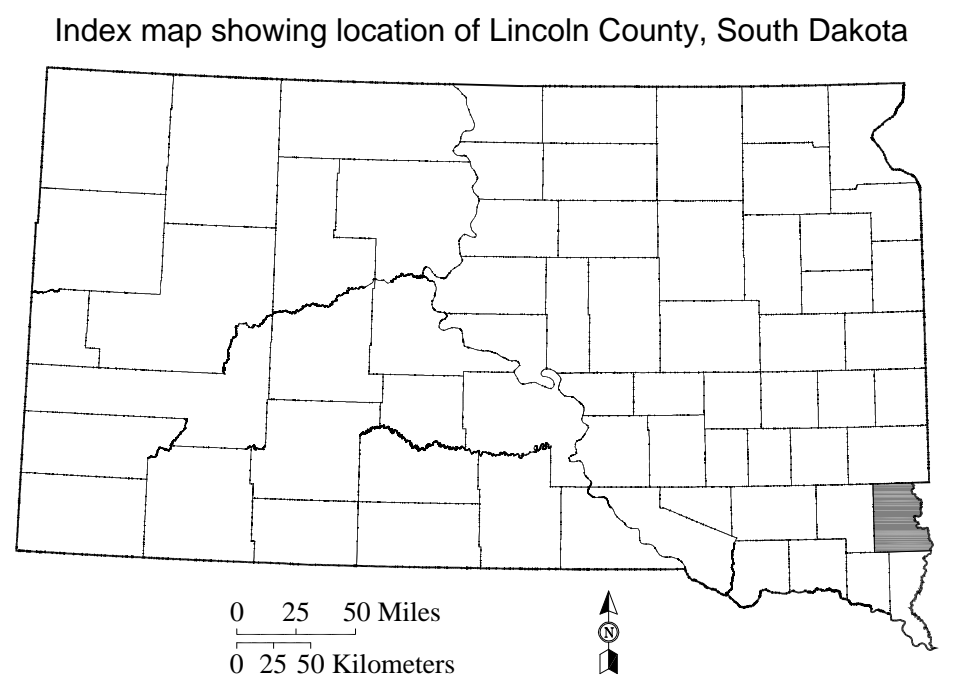 Index map showing location of Lincoln County, South Dakota
0 25 50 Miles
0 25 50 Kilometers
N